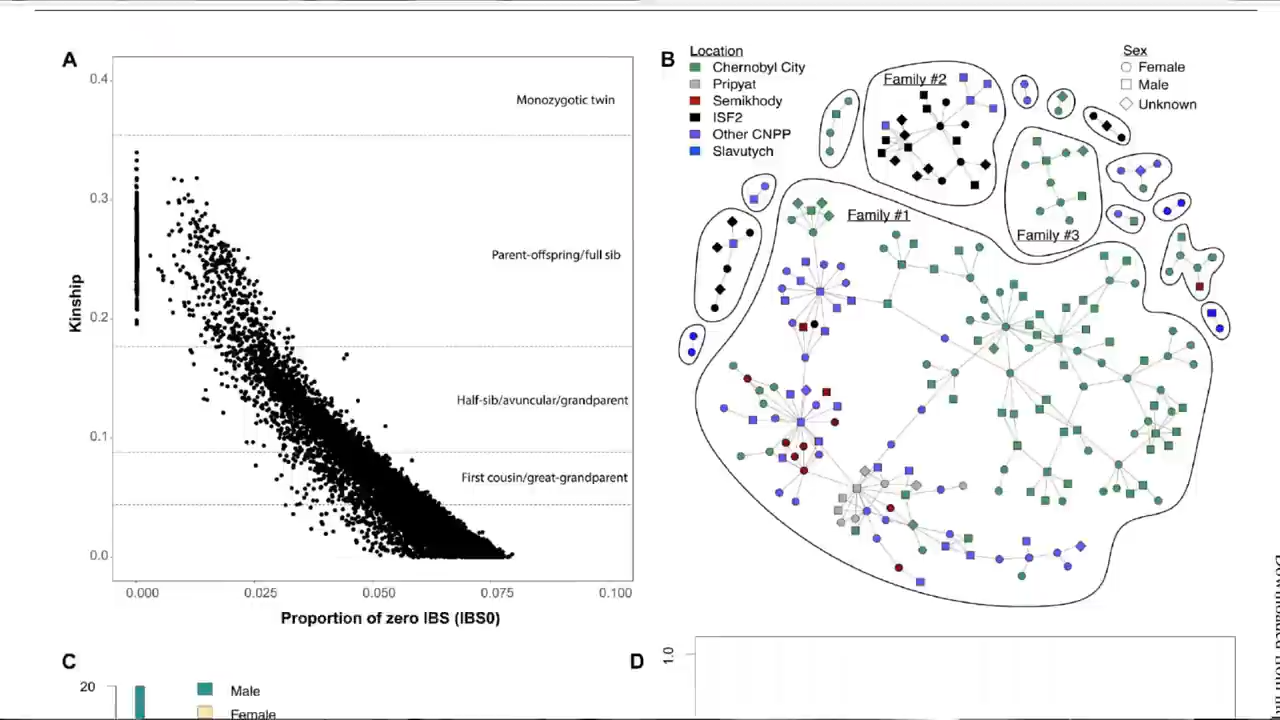 A
0.4
0.3
0.2
0.1
0.0
Kinship
Monozygotic twin
Parent-offspring/full sib
Half-sib/avuncular/grandparent
First cousin/great-grandparent
0.000
0.025
0.050
0.075
0.100
Proportion of zero IBS (IBS0)
B
Location
Chernobyl City
Pripyat
Semikhody
ISF2
Other CNPP
Slavutych
Sex
Female
Male
Unknown
Family #2
Family #1
Family #3
C
20
Male
Female
D
1.0